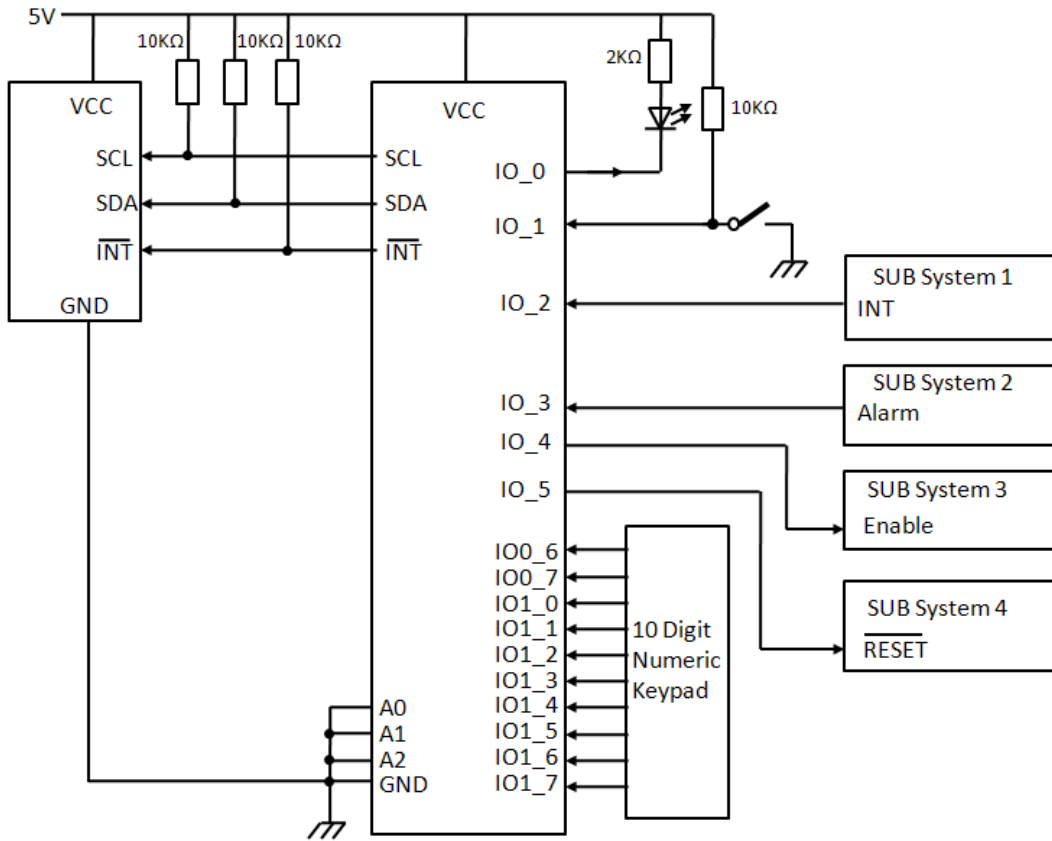 5V
10KΩ 10KΩ 10KΩ
2KΩ
10KΩ
VCC
SCL
SDA
INT
GND
VCC
SCL
SDA
INT
A0
A1
A2
GND
IO_0
IO_1
IO_2
IO_3
IO_4
IO_5
IO0_6
IO0_7
IO1_0
IO1_1
IO1_2
IO1_3
IO1_4
IO1_5
IO1_6
IO1_7
10 Digit
Numeric
Keypad
SUB System 1
INT
SUB System 2
Alarm
SUB System 3
Enable
SUB System 4
RESET